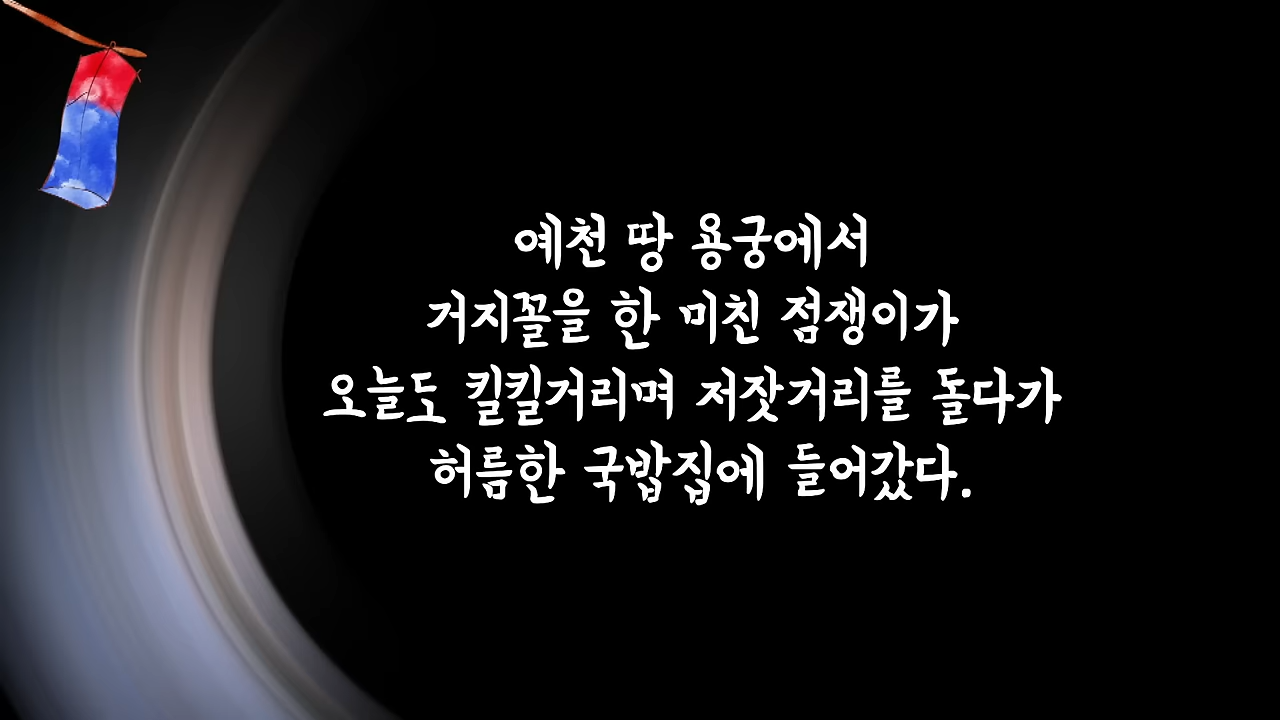 예천 땅 용궁에서
거지꼴을 한 미친 점쟁이가
오늘도 킬킬거리며 저잣거리를 돌다가
허름한 국밥집에 들어갔다.